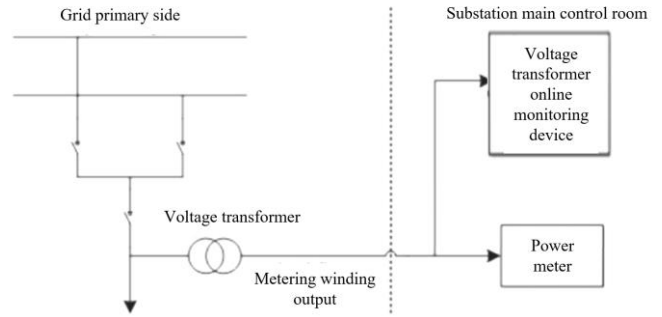 Grid primary side
Substation main control room
Voltage
transformer
online
monitoring
device
Voltage transformer
Metering winding
output
Power
meter